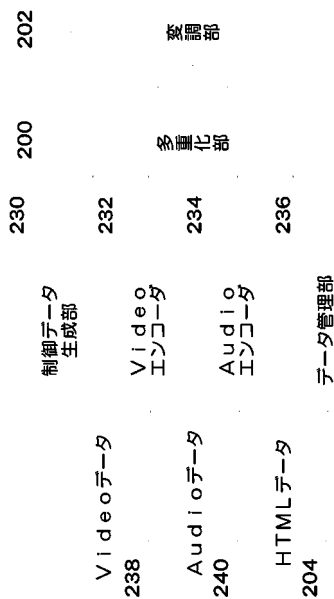 230
制御データ
生成部
200
202
Videoデータ
238
232
Video
エンコーダ
多重化部
変調部
Audioデータ
240
234
Audio
エンコーダ
HTMLデータ
204
236
データ管理部